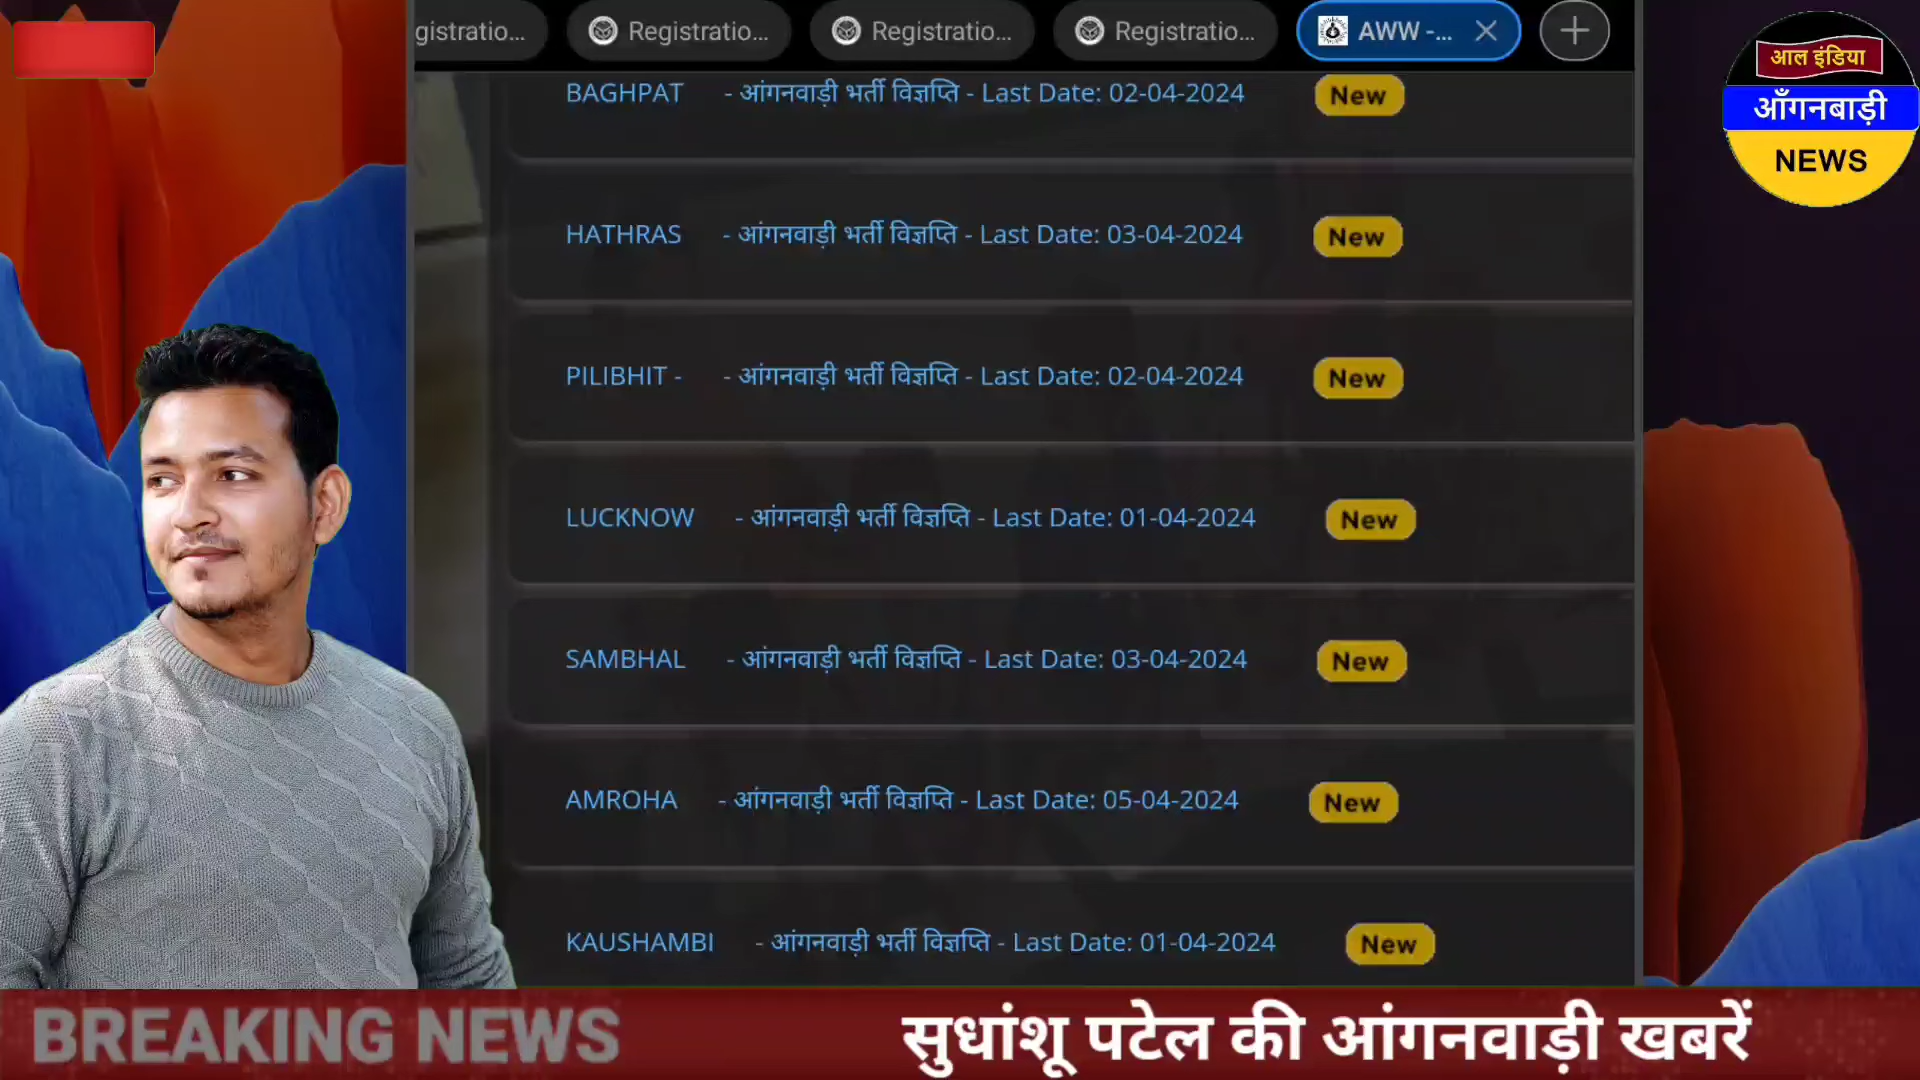 gistratio...
Registratio...
Registratio...
Registratio...
AWW -...
आल इंडिया
आँगनबाड़ी
NEWS
BAGHPAT - आंगनवाड़ी भर्ती विज्ञप्ति - Last Date: 02-04-2024 New
HATHRAS - आंगनवाड़ी भर्ती विज्ञप्ति - Last Date: 03-04-2024 New
PILIBHIT - - आंगनवाड़ी भर्ती विज्ञप्ति - Last Date: 02-04-2024 New
LUCKNOW - आंगनवाड़ी भर्ती विज्ञप्ति - Last Date: 01-04-2024 New
SAMBHAL - आंगनवाड़ी भर्ती विज्ञप्ति - Last Date: 03-04-2024 New
AMROHA - आंगनवाड़ी भर्ती विज्ञप्ति - Last Date: 05-04-2024 New
KAUSHAMBI - आंगनवाड़ी भर्ती विज्ञप्ति - Last Date: 01-04-2024 New
BREAKING NEWS
सुधांशू पटेल की आंगनवाड़ी खबरें